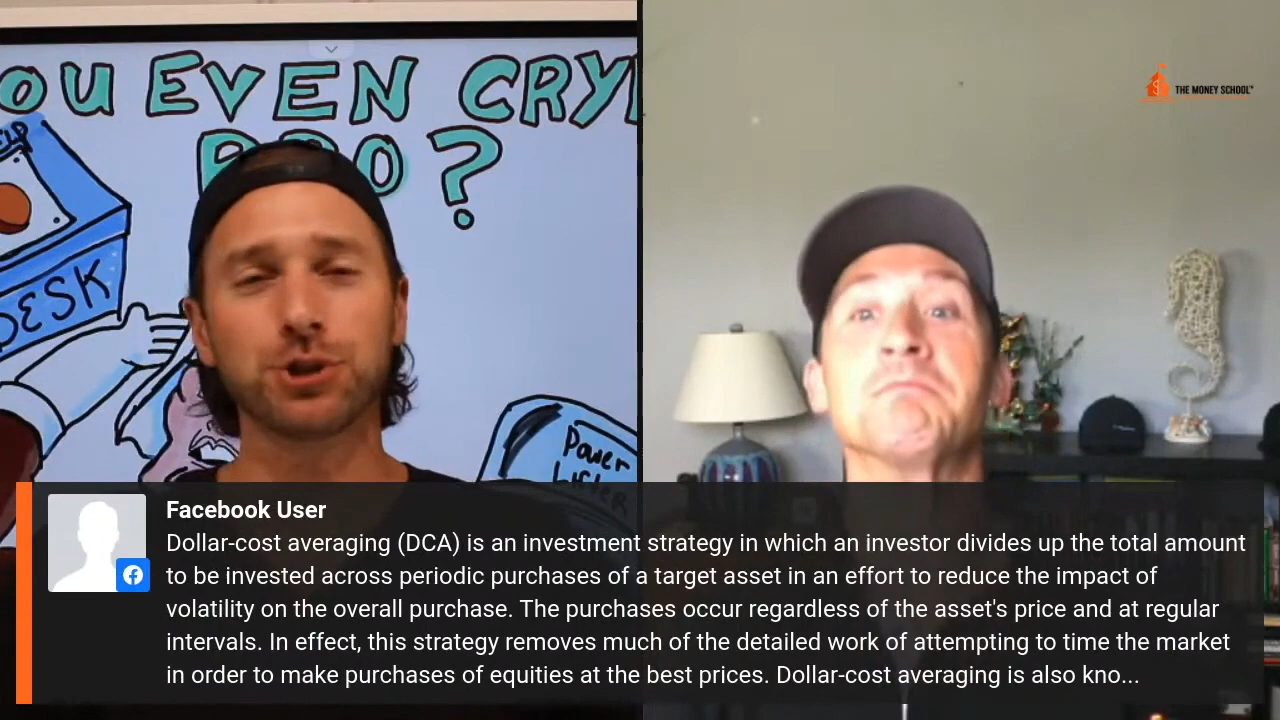 OU EVEN CRY
BRO?
HELP
DESK
Power
Lifter
THE MONEY SCHOOL™
Facebook User
Dollar-cost averaging (DCA) is an investment strategy in which an investor divides up the total amount
to be invested across periodic purchases of a target asset in an effort to reduce the impact of
volatility on the overall purchase. The purchases occur regardless of the asset's price and at regular
intervals. In effect, this strategy removes much of the detailed work of attempting to time the market
in order to make purchases of equities at the best prices. Dollar-cost averaging is also kno...